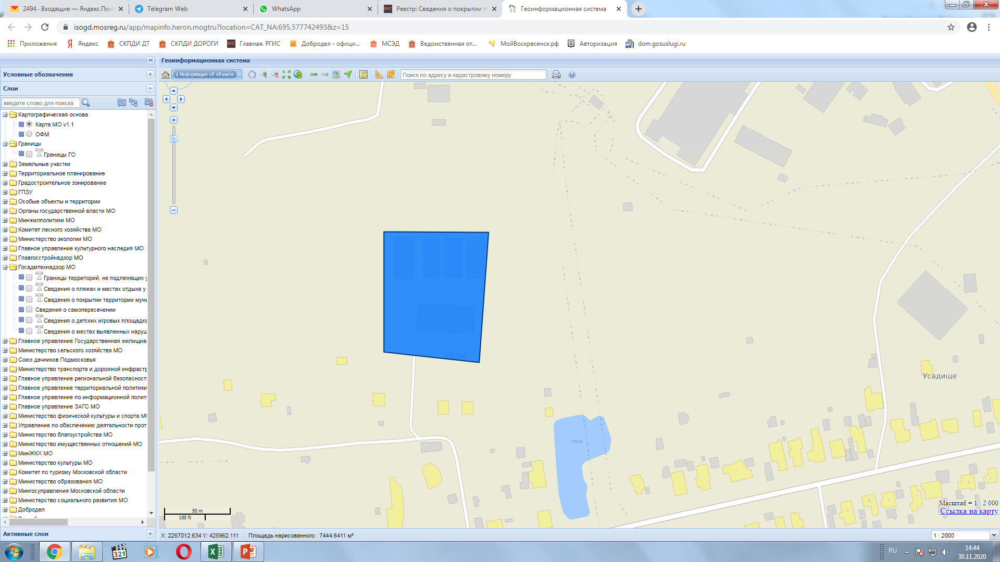 2494 · Входящие — Яндекс.Поч
Telegram Web
WhatsApp
Реестр: Сведения о покрытии т
Геоинформационная система
isogd.mosreg.ru/app/mapinfo.heron.mogtru?location=CAT_NA:695,577742493&z=15
Приложения
Яндекс
СКПДИ ДТ
СКПДИ ДОРОГИ
Главная. РГИС
Добродел - офици...
МСЭД
Ведомственная от...
МойВоскресенск.рф
Авторизация
dom.gosuslugi.ru
Геоинформационная система
Условные обозначения
Слои
введите слово для поиска
Информация об объекте
Поиск по адресу и кадастровому номеру
Картографическая основа
Карта МО v1.1
ОФМ
Границы
Границы ГО
Земельные участки
Территориальное планирование
Градостроительное зонирование
ГПЗУ
Особые объекты и территории
Органы государственной власти МО
Минжилполитики МО
Комитет лесного хозяйства МО
Министерство экологии МО
Главное управление культурного наследия МО
Главгосстройнадзор МО
Госадмтехнадзор МО
Границы территорий, не подлежащих у
Сведения о пляжах и местах отдыха у
Сведения о покрытии территории муни
Сведения о самопересечении
Сведения о детских игровых площадка
Сведения о местах выявленных наруш
Главное управление Государственная жилищна
Министерство сельского хозяйства МО
Союз дачников Подмосковья
Министерство транспорта и дорожной инфрастр
Главное управление региональной безопасност
Главное управление территориальной политики
Главное управление по информационной полит
Главное управление ЗАГС МО
Министерство физической культуры и спорта МО
Управление по обеспечению деятельности прот
Министерство благоустройства МО
Министерство имущественных отношений МО
МинЖКХ МО
Министерство культуры МО
Комитет по туризму Московской области
Министерство образования МО
Мингосуправления Московской области
Министерство социального развития МО
Добродел
Активные слои
Усадище
пруд
50 m
100 ft
Масштаб = 1 : 2 000
Ссылка на карту
X: 2267012.634 Y: 428962.111
Площадь нарисованного : 7444.6411 м²
1 : 2000
RU
14:44
30.11.2020